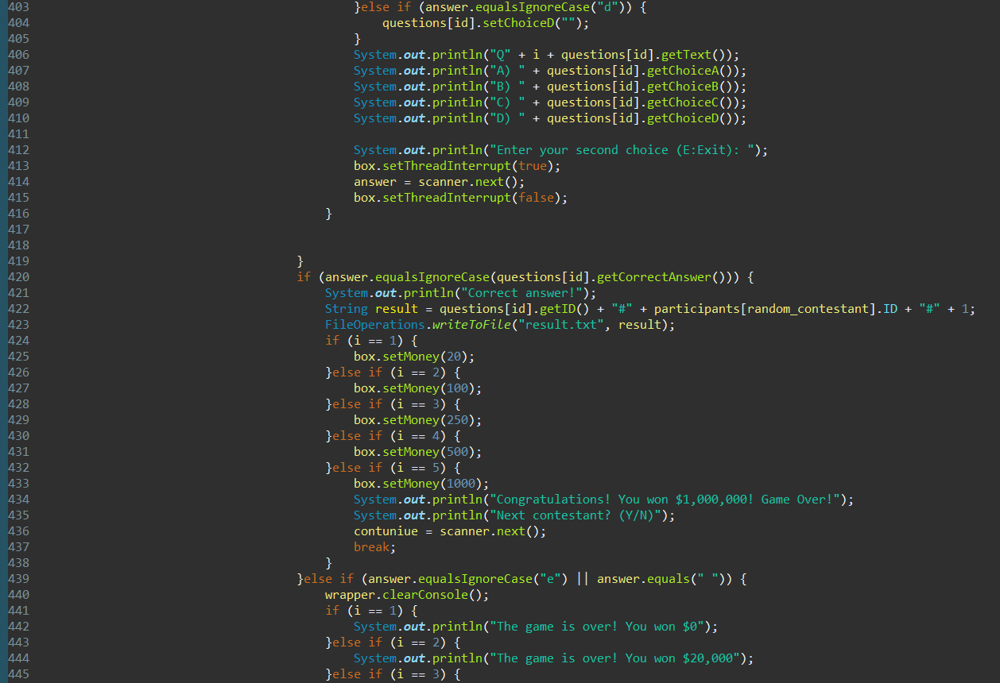 403 }else if (answer.equalsIgnoreCase("d")) {
404 questions[id].setChoiceD("");
405 }
406 System.out.println("Q" + i + questions[id].getText());
407 System.out.println("A) " + questions[id].getChoiceA());
408 System.out.println("B) " + questions[id].getChoiceB());
409 System.out.println("C) " + questions[id].getChoiceC());
410 System.out.println("D) " + questions[id].getChoiceD());
411
412 System.out.println("Enter your second choice (E:Exit): ");
413 box.setThreadInterrupt(true);
414 answer = scanner.next();
415 box.setThreadInterrupt(false);
416 }
417
418
419 }
420 if (answer.equalsIgnoreCase(questions[id].getCorrectAnswer())) {
421 System.out.println("Correct answer!");
422 String result = questions[id].getID() + "#" + participants[random_contestant].ID + "#" + 1;
423 FileOperations.writeToFile("result.txt", result);
424 if (i == 1) {
425 box.setMoney(20);
426 }else if (i == 2) {
427 box.setMoney(100);
428 }else if (i == 3) {
429 box.setMoney(250);
430 }else if (i == 4) {
431 box.setMoney(500);
432 }else if (i == 5) {
433 box.setMoney(1000);
434 System.out.println("Congratulations! You won $1,000,000! Game Over!");
435 System.out.println("Next contestant? (Y/N)");
436 contuniue = scanner.next();
437 break;
438 }
439 }else if (answer.equalsIgnoreCase("e") || answer.equals(" ")) {
440 wrapper.clearConsole();
441 if (i == 1) {
442 System.out.println("The game is over! You won $0");
443 }else if (i == 2) {
444 System.out.println("The game is over! You won $20,000");
445 }else if (i == 3) {